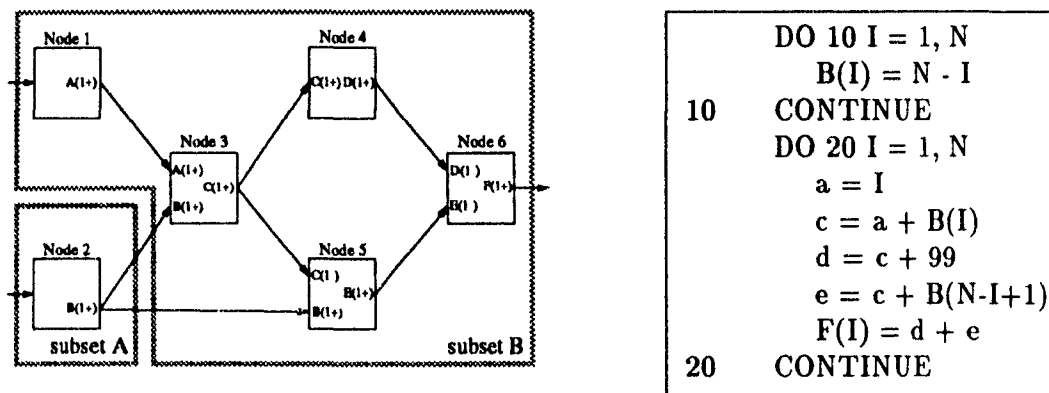 Node 1
A(1+)
Node 4
C(1+) D(1+)
Node 3
A(1+)
C(1+)
B(1+)
Node 6
D(1 )
F(1+)
E(1 )
Node 2
B(1+)
subset A
Node 5
C(1 )
E(1+)
B(1+)
subset B
DO 10 I = 1, N
B(I) = N - I
10 CONTINUE
DO 20 I = 1, N
a = I
c = a + B(I)
d = c + 99
e = c + B(N-I+1)
F(I) = d + e
20 CONTINUE